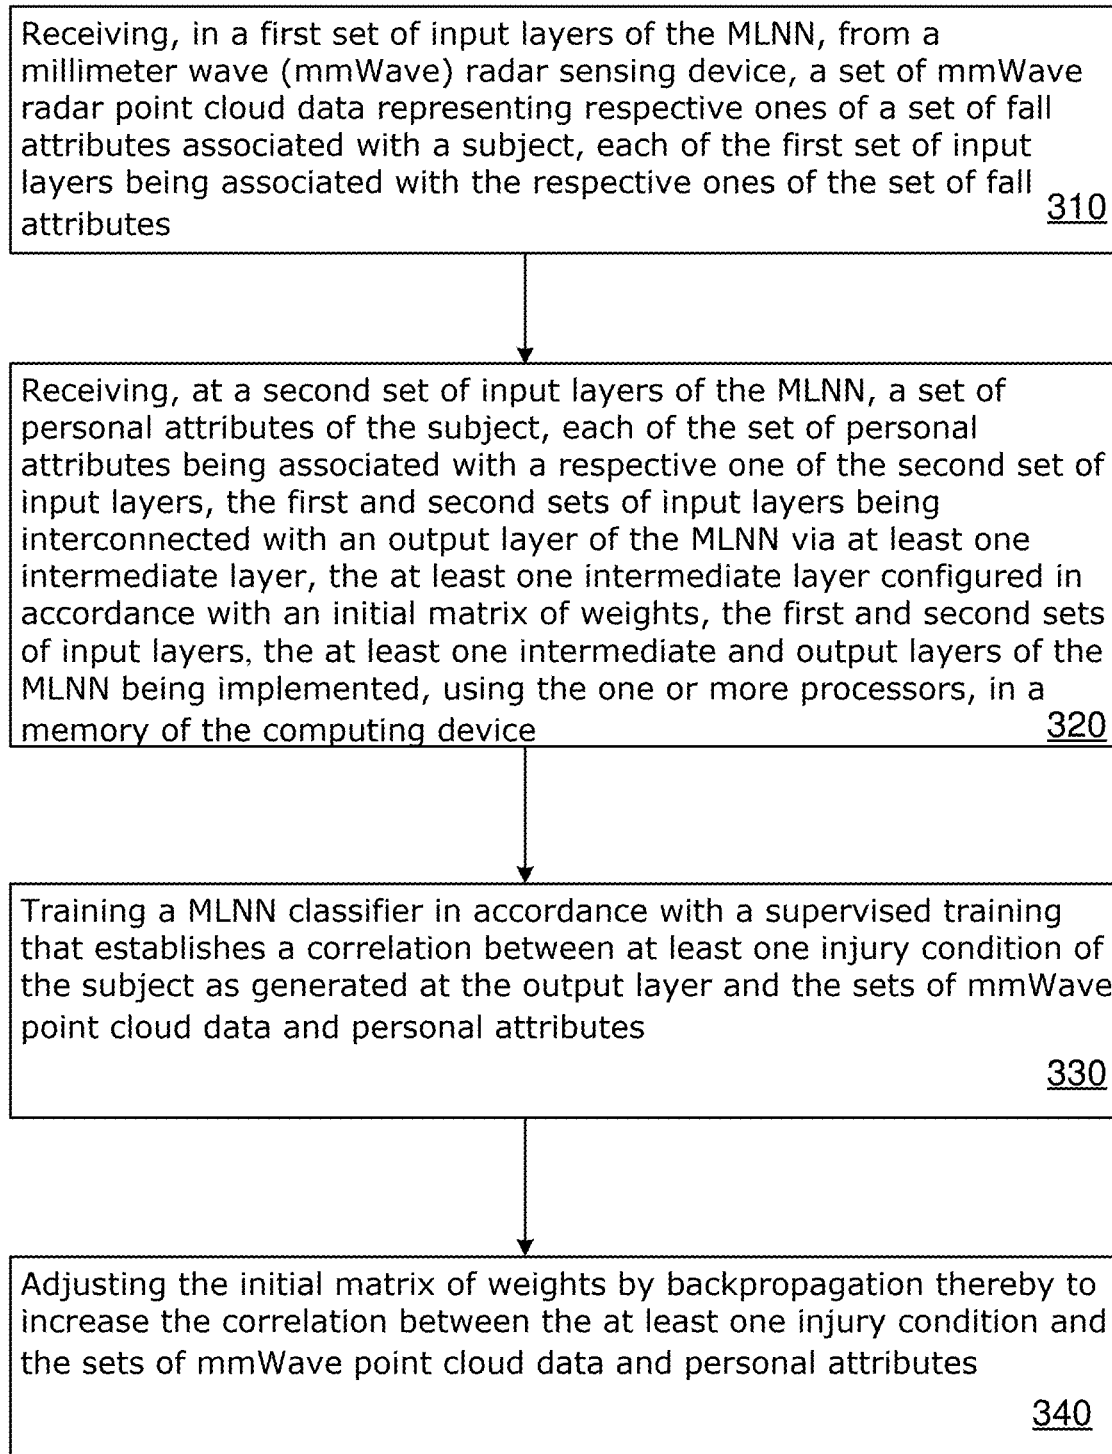 Receiving, in a first set of input layers of the MLNN, from a
millimeter wave (mmWave) radar sensing device, a set of mmWave
radar point cloud data representing respective ones of a set of fall
attributes associated with a subject, each of the first set of input
layers being associated with the respective ones of the set of fall
attributes
310
Receiving, at a second set of input layers of the MLNN, a set of
personal attributes of the subject, each of the set of personal
attributes being associated with a respective one of the second set of
input layers, the first and second sets of input layers being
interconnected with an output layer of the MLNN via at least one
intermediate layer, the at least one intermediate layer configured in
accordance with an initial matrix of weights, the first and second sets
of input layers, the at least one intermediate and output layers of the
MLNN being implemented, using the one or more processors, in a
memory of the computing device
320
Training a MLNN classifier in accordance with a supervised training
that establishes a correlation between at least one injury condition of
the subject as generated at the output layer and the sets of mmWave
point cloud data and personal attributes
330
Adjusting the initial matrix of weights by backpropagation thereby to
increase the correlation between the at least one injury condition and
the sets of mmWave point cloud data and personal attributes
340